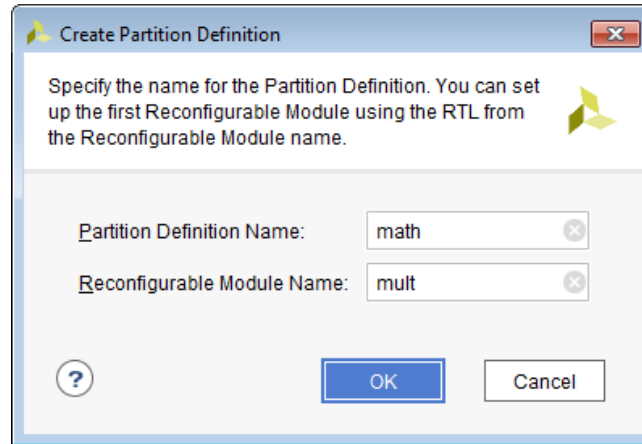 Create Partition Definition
Specify the name for the Partition Definition. You can set
up the first Reconfigurable Module using the RTL from
the Reconfigurable Module name.
Partition Definition Name: math
Reconfigurable Module Name: mult
? OK Cancel